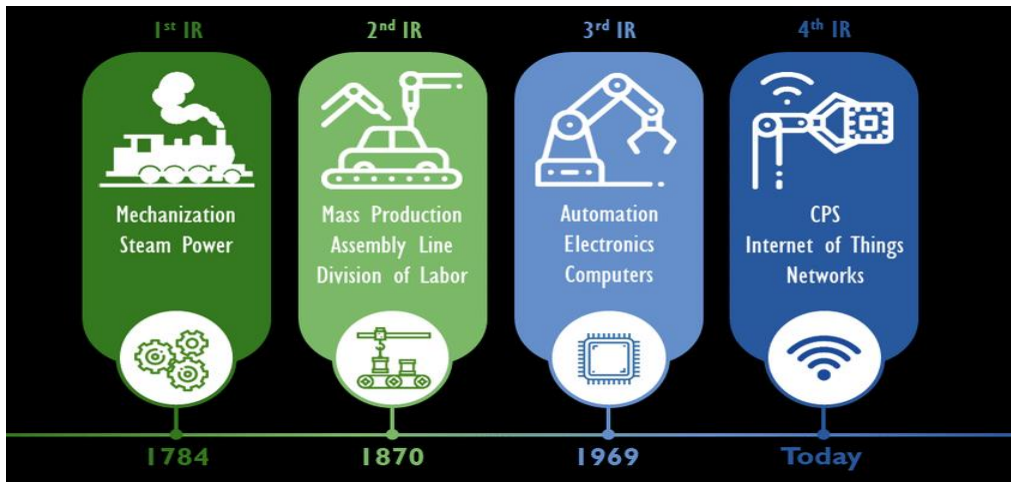 1st IR
Mechanization
Steam Power
1784
2nd IR
Mass Production
Assembly Line
Division of Labor
1870
3rd IR
Automation
Electronics
Computers
1969
4th IR
CPS
Internet of Things
Networks
Today